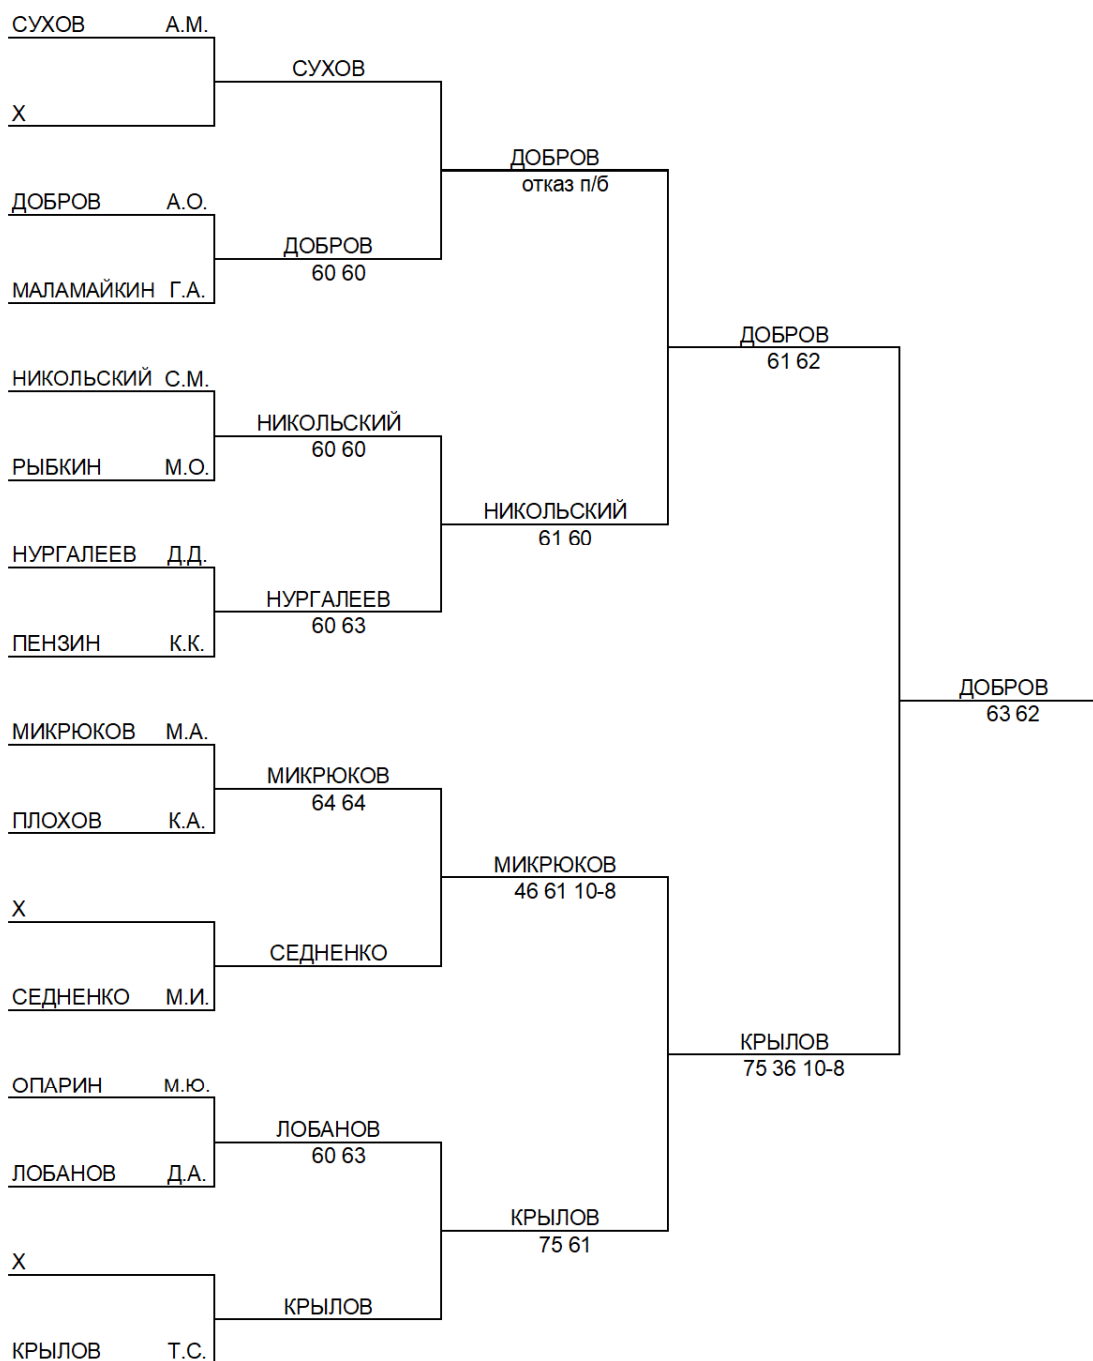 СУХОВ А.М.
СУХОВ
X
ДОБРОВ
отказ п/б
ДОБРОВ А.О.
ДОБРОВ
60 60
МАЛАМАЙКИН Г.А.
ДОБРОВ
61 62
НИКОЛЬСКИЙ С.М.
НИКОЛЬСКИЙ
60 60
РЫБКИН М.О.
НИКОЛЬСКИЙ
61 60
НУРГАЛЕЕВ Д.Д.
НУРГАЛЕЕВ
60 63
ПЕНЗИН К.К.
ДОБРОВ
63 62
МИКРЮКОВ М.А.
МИКРЮКОВ
64 64
ПЛОХОВ К.А.
МИКРЮКОВ
46 61 10-8
X
СЕДНЕНКО
СЕДНЕНКО М.И.
КРЫЛОВ
75 36 10-8
ОПАРИН М.Ю.
ЛОБАНОВ
60 63
ЛОБАНОВ Д.А.
КРЫЛОВ
75 61
X
КРЫЛОВ
КРЫЛОВ Т.С.